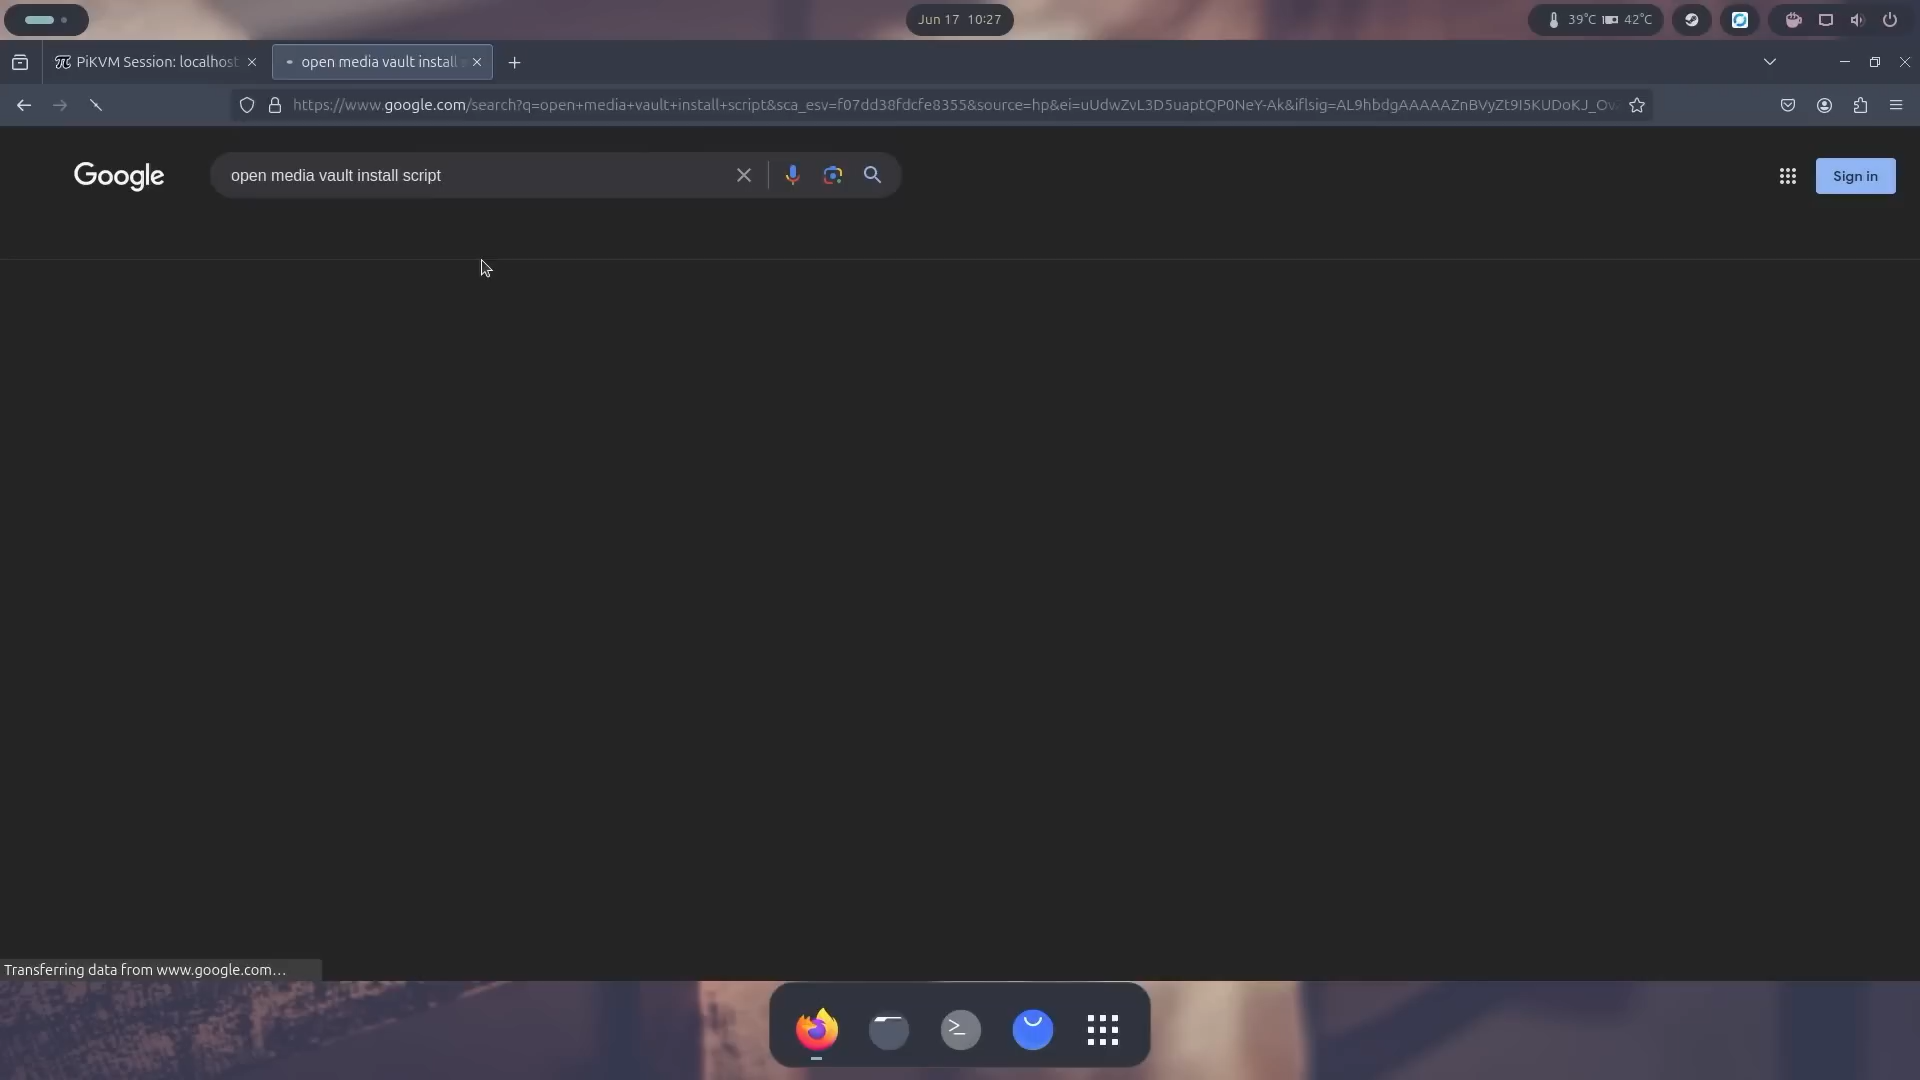 Jun 17 10:27
39°C 42°C
PiKVM Session: localhost
open media vault install
https://www.google.com/search?q=open+media+vault+install+script&sca_esv=f07dd38fdcfe8355&source=hp&ei=uUdwZvL3D5uaptQP0NeY-Ak&iflsig=AL9hbdgAAAAAZnBVyZt9I5KUDoKJ_Ov
Google
open media vault install script
Sign in
Transferring data from www.google.com…